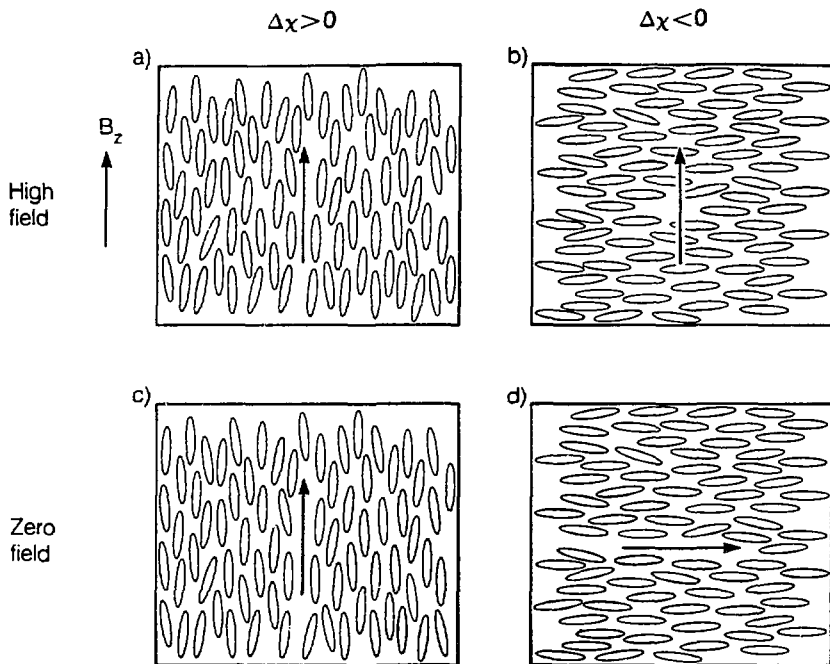 Δχ>0
Δχ<0
a)
b)
B_z
High
field
c)
d)
Zero
field